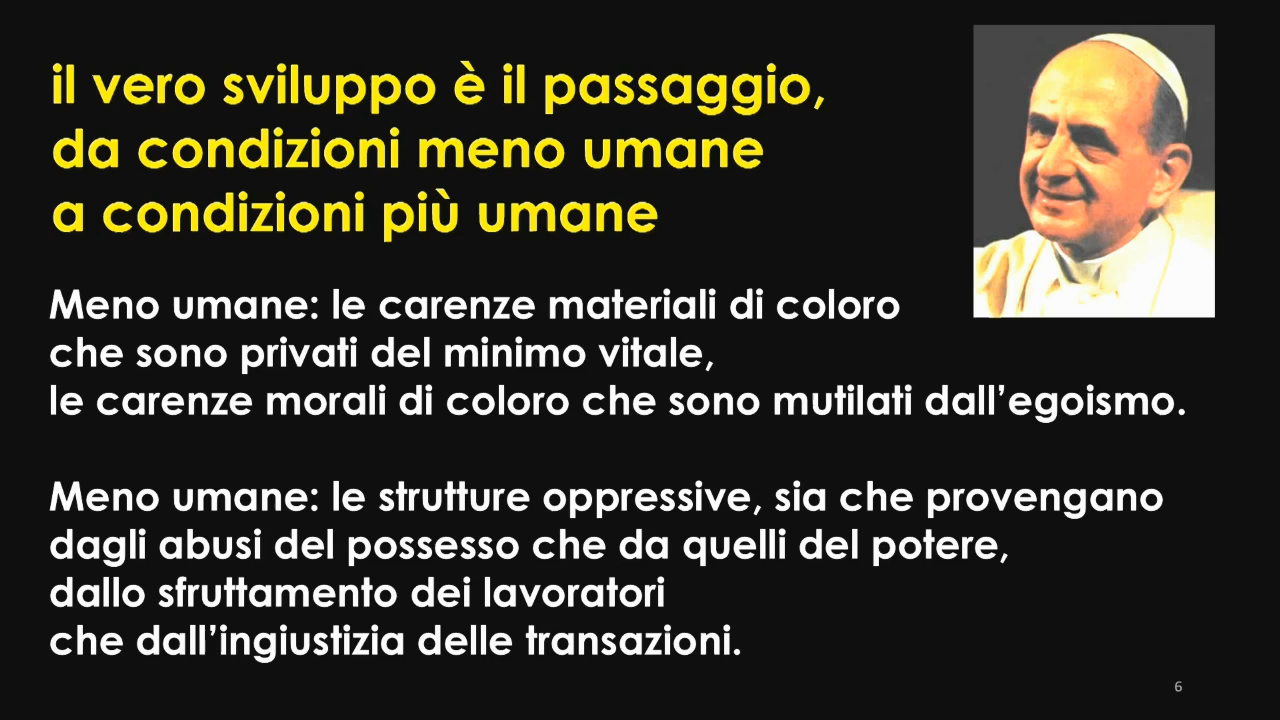 il vero sviluppo è il passaggio,
da condizioni meno umane
a condizioni più umane
Meno umane: le carenze materiali di coloro
che sono privati del minimo vitale,
le carenze morali di coloro che sono mutilati dall’egoismo.
Meno umane: le strutture oppressive, sia che provengano
dagli abusi del possesso che da quelli del potere,
dallo sfruttamento dei lavoratori
che dall’ingiustizia delle transazioni.
6